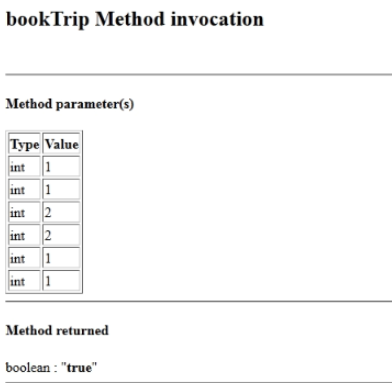 bookTrip Method invocation
Method parameter(s)
Type Value
int 1
int 1
int 2
int 2
int 1
int 1
Method returned
boolean : "true"